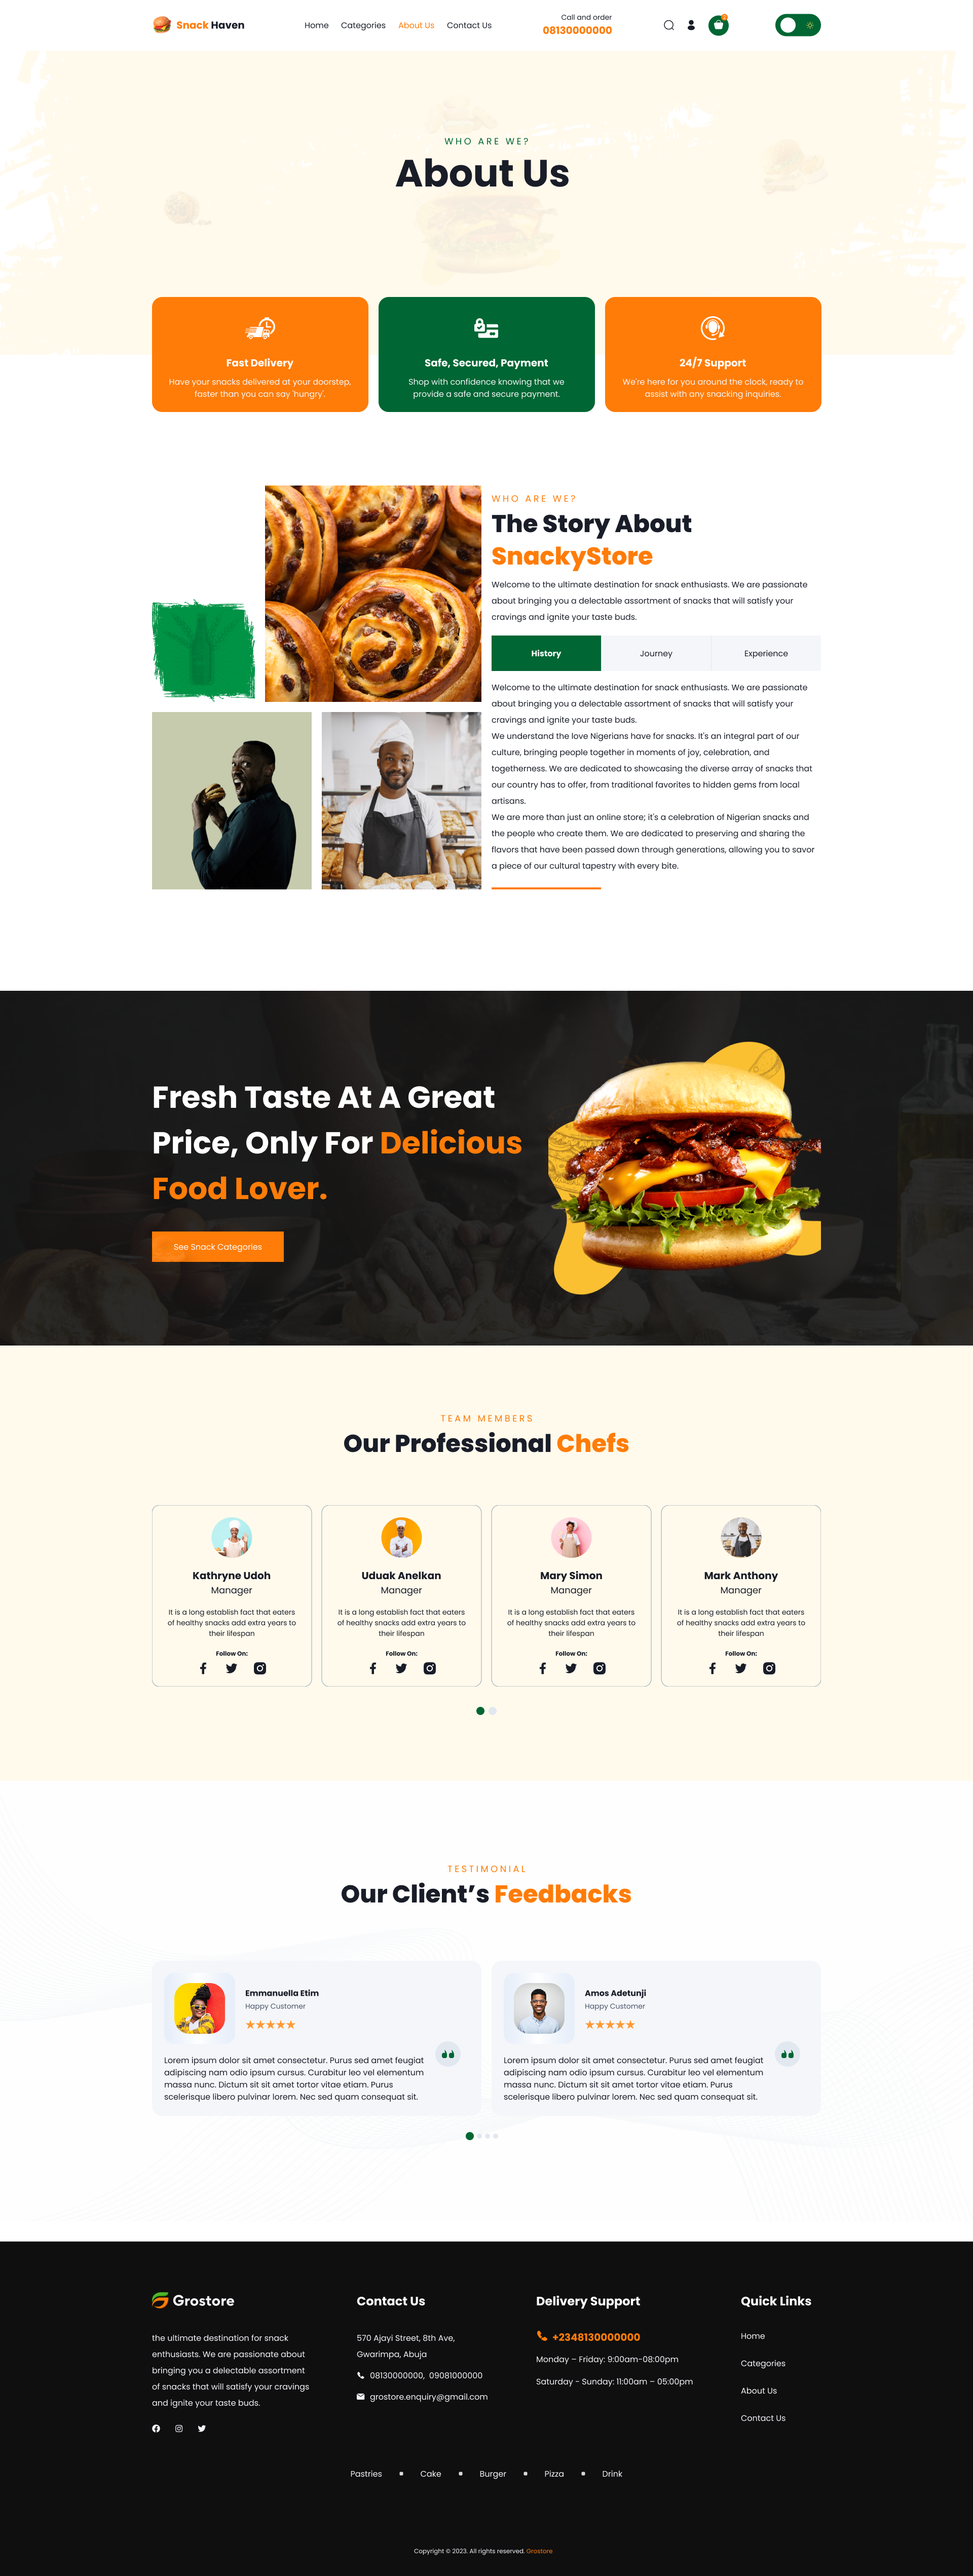 Snack Haven
Home
Categories
About Us
Contact Us
Call and order
08130000000
WHO ARE WE?
About Us
Fast Delivery
Have your snacks delivered at your doorstep,
faster than you can say 'hungry'.
Safe, Secured, Payment
Shop with confidence knowing that we
provide a safe and secure payment.
24/7 Support
We're here for you around the clock, ready to
assist with any snacking inquiries.
WHO ARE WE?
The Story About
SnackyStore
Welcome to the ultimate destination for snack enthusiasts. We are passionate
about bringing you a delectable assortment of snacks that will satisfy your
cravings and ignite your taste buds.
History
Journey
Experience
Welcome to the ultimate destination for snack enthusiasts. We are passionate
about bringing you a delectable assortment of snacks that will satisfy your
cravings and ignite your taste buds.
We understand the love Nigerians have for snacks. It's an integral part of our
culture, bringing people together in moments of joy, celebration, and
togetherness. We are dedicated to showcasing the diverse array of snacks that
our country has to offer, from traditional favorites to hidden gems from local
artisans.
We are more than just an online store; it's a celebration of Nigerian snacks and
the people who create them. We are dedicated to preserving and sharing the
flavors that have been passed down through generations, allowing you to savor
a piece of our cultural tapestry with every bite.
Fresh Taste At A Great
Price, Only For Delicious
Food Lover.
See Snack Categories
TEAM MEMBERS
Our Professional Chefs
Kathryne Udoh
Manager
It is a long establish fact that eaters
of healthy snacks add extra years to
their lifespan
Follow On:
Uduak Anelkan
Manager
It is a long establish fact that eaters
of healthy snacks add extra years to
their lifespan
Follow On:
Mary Simon
Manager
It is a long establish fact that eaters
of healthy snacks add extra years to
their lifespan
Follow On:
Mark Anthony
Manager
It is a long establish fact that eaters
of healthy snacks add extra years to
their lifespan
Follow On:
TESTIMONIAL
Our Client’s Feedbacks
Emmanuella Etim
Happy Customer
Lorem ipsum dolor sit amet consectetur. Purus sed amet feugiat
adipiscing nam odio ipsum cursus. Curabitur leo vel elementum
massa nunc. Dictum sit sit amet tortor vitae etiam. Purus
scelerisque libero pulvinar lorem. Nec sed quam consequat sit.
Amos Adetunji
Happy Customer
Lorem ipsum dolor sit amet consectetur. Purus sed amet feugiat
adipiscing nam odio ipsum cursus. Curabitur leo vel elementum
massa nunc. Dictum sit sit amet tortor vitae etiam. Purus
scelerisque libero pulvinar lorem. Nec sed quam consequat sit.
Grostore
the ultimate destination for snack
enthusiasts. We are passionate about
bringing you a delectable assortment
of snacks that will satisfy your cravings
and ignite your taste buds.
Contact Us
570 Ajayi Street, 8th Ave,
Gwarimpa, Abuja
08130000000, 09081000000
grostore.enquiry@gmail.com
Delivery Support
+2348130000000
Monday – Friday: 9:00am-08:00pm
Saturday - Sunday: 11:00am – 05:00pm
Quick Links
Home
Categories
About Us
Contact Us
Pastries
Cake
Burger
Pizza
Drink
Copyright © 2023. All rights reserved. Grostore